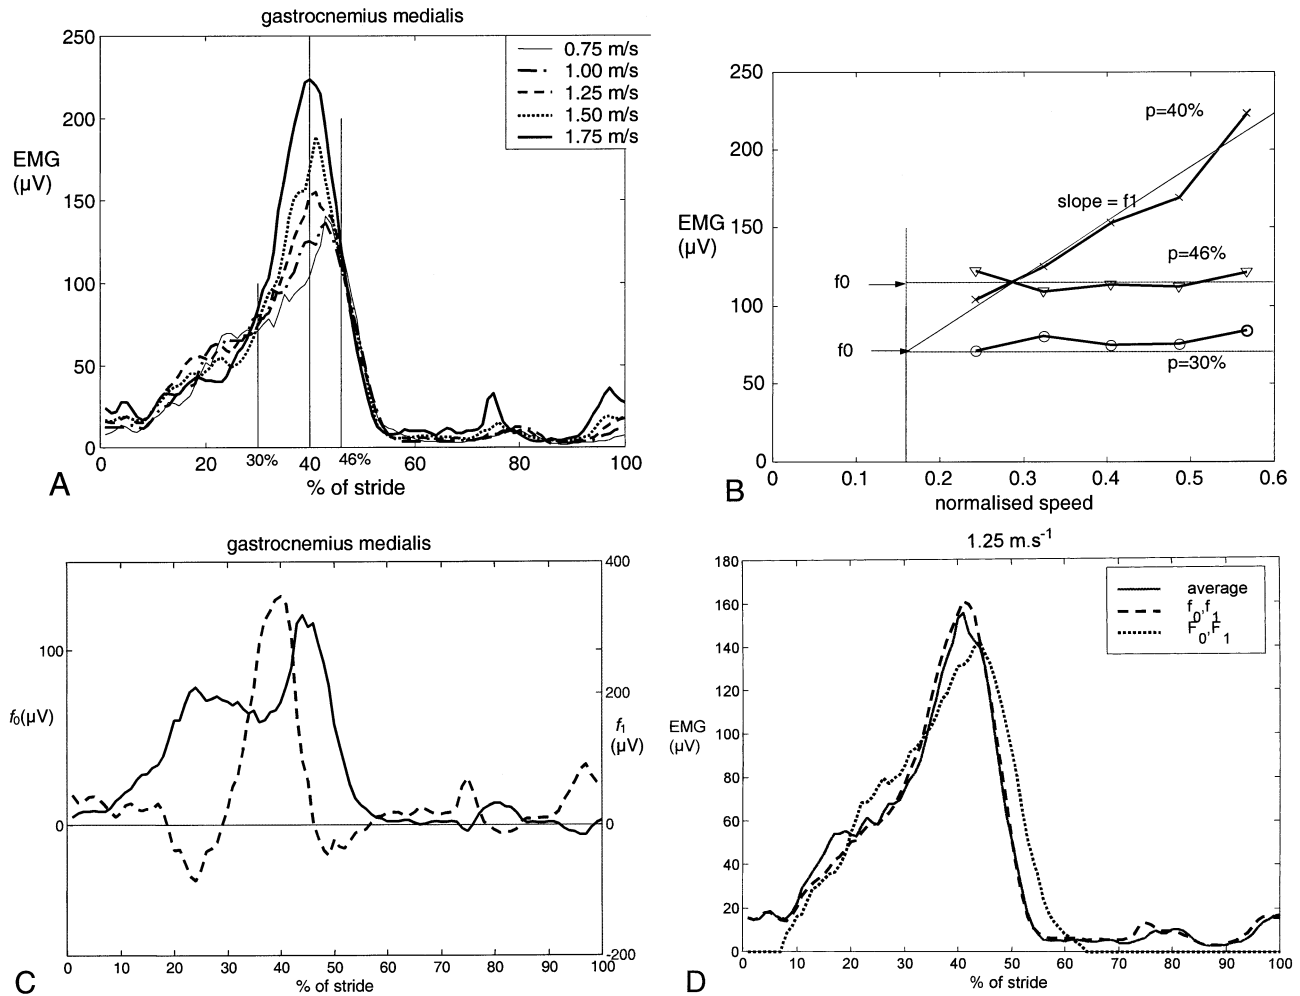 gastrocnemius medialis
250
200
150
100
50
0
EMG
(µV)
0.75 m/s
1.00 m/s
1.25 m/s
1.50 m/s
1.75 m/s
0
20
30%
40
46%
60
80
100
% of stride
A
250
200
150
100
50
0
EMG
(µV)
p=40%
slope = f1
p=46%
f0
f0
p=30%
0
0.1
0.2
0.3
0.4
0.5
0.6
normalised speed
B
gastrocnemius medialis
100
0
f0(µV)
400
200
0
-200
f1
(µV)
0 10 20 30 40 50 60 70 80 90 100
% of stride
C
1.25 m.s-1
180
160
140
120
100
80
60
40
20
0
EMG
(µV)
average
f0,f1
F0,F1
0 10 20 30 40 50 60 70 80 90 100
% of stride
D